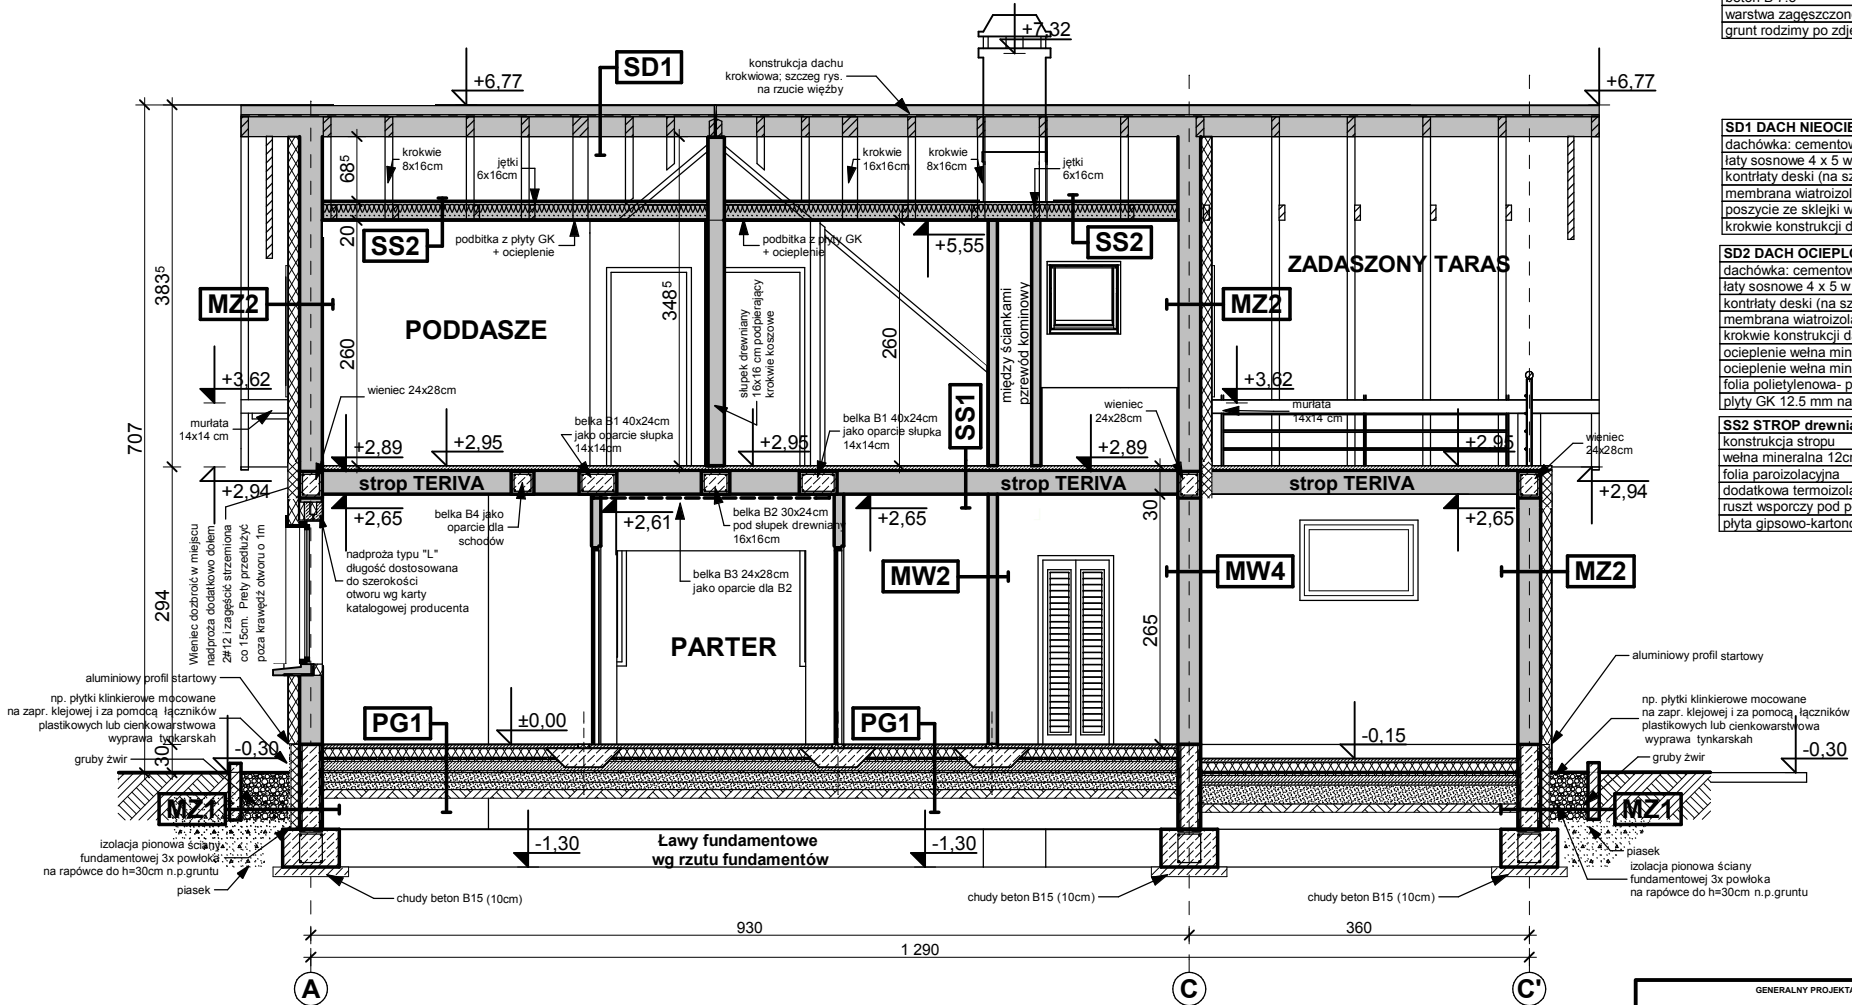 beton B 7.5
warstwa zagęszczon
grunt rodzimy po zdj
+7,32
SD1
konstrukcja dachu
krokwiowa; szczeg rys.
na rzucie więźby
+6,77
+6,77
SD1 DACH NIEOCIE
dachówka: cementow
łaty sosnowe 4 x 5 w
kontrłaty deski (na sz
membrana wiatroizol
poszycie ze sklejki w
krokwie konstrukcji d
SD2 DACH OCIEPLO
dachówka: cementow
łaty sosnowe 4 x 5 w
kontrłaty deski (na sz
membrana wiatroizola
krokwie konstrukcji da
ocieplenie wełna min
ocieplenie wełna min
folia polietylenowa- p
plyty GK 12.5 mm na
SS2 STROP drewnia
konstrukcja stropu
wełna mineralna 12cm
folia paroizolacyjna
dodatkowa termoizola
ruszt wsporczy pod p
płyta gipsowo-kartono
krokwie
8x16cm
jętki
6x16cm
krokwie
16x16cm
krokwie
8x16cm
jętki
6x16cm
68⁵
20
SS2
podbitka z płyty GK
+ ocieplenie
podbitka z płyty GK
+ ocieplenie
+5,55
SS2
ZADASZONY TARAS
383⁵
MZ2
PODDASZE
348⁵
słupek drewniany
16x16 cm podpierający
krokwie koszowe
260
260
między ściankami
pzrewód kominowy
MZ2
707
+3,62
murłata
14x14 cm
wieniec 24x28cm
+2,89
+2,95
belka B1 40x24cm
jako oparcie słupka
14x14cm
+2,95
belka B1 40x24cm
jako oparcie słupka
14x14cm
SS1
wieniec
24x28cm
+2,89
+3,62
murłata
14x14 cm
+2,95
wieniec
24x28cm
strop TERIVA
strop TERIVA
strop TERIVA
+2,94
+2,94
+2,65
+2,61
+2,65
+2,65
30
belka B4 jako
oparcie dla
schodów
belka B2 30x24cm
pod słupek drewniany
16x16cm
Wieniec dozbroić w miejscu
nadproża dodatkowo dołem
2#12 i zagęścić strzemiona
co 15cm. Prety przedłużyć
poza krawędź otworu o 1m
294
nadproża typu "L"
długość dostosowana
do szerokości
otworu wg karty
katalogowej producenta
belka B3 24x28cm
jako oparcie dla B2
MW2
MW4
MZ2
PARTER
265
aluminiowy profil startowy
np. płytki klinkierowe mocowane
na zapr. klejowej i za pomocą łączników
plastikowych lub cienkowarstwowa
wyprawa tynkarskah
aluminiowy profil startowy
np. płytki klinkierowe mocowane
na zapr. klejowej i za pomocą łączników
plastikowych lub cienkowarstwowa
wyprawa tynkarskah
PG1
±0,00
PG1
-0,15
30
-0,30
-0,30
gruby żwir
gruby żwir
MZ1
MZ1
izolacja pionowa ściany
fundamentowej 3x powłoka
na rapówce do h=30cm n.p.gruntu
piasek
-1,30
Ławy fundamentowe
wg rzutu fundamentów
-1,30
piasek
izolacja pionowa ściany
fundamentowej 3x powłoka
na rapówce do h=30cm n.p.gruntu
chudy beton B15 (10cm)
chudy beton B15 (10cm)
chudy beton B15 (10cm)
930
360
1 290
A
C
C'
GENERALNY PROJEKTA